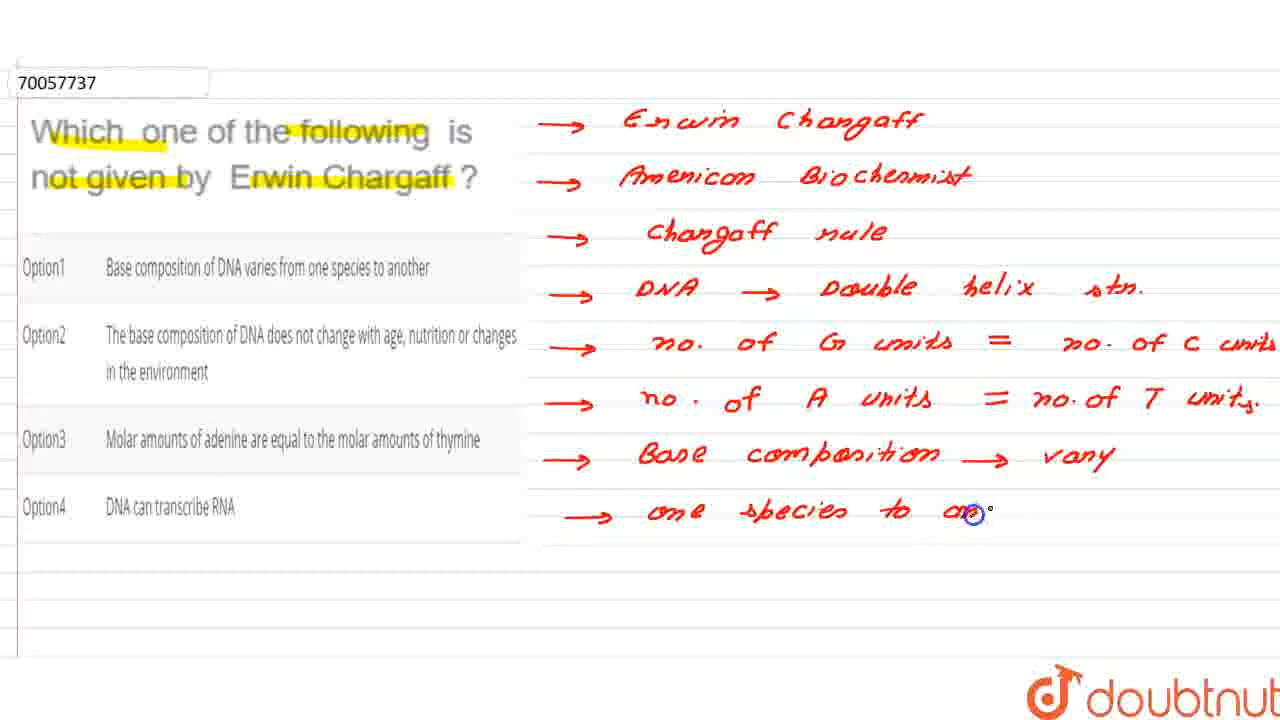 70057737
Which one of the following is
not given by Erwin Chargaff ?
Option1 Base composition of DNA varies from one species to another
Option2 The base composition of DNA does not change with age, nutrition or changes
in the environment
Option3 Molar amounts of adenine are equal to the molar amounts of thymine
Option4 DNA can transcribe RNA
→ Erwin Chargaff
→ American Biochemist
→ Chargaff rule
→ DNA → Double helix str.
→ no. of G units = no. of C units
→ no. of A units = no. of T units.
→ Base composition → vary
→ one species to an
doubtnut